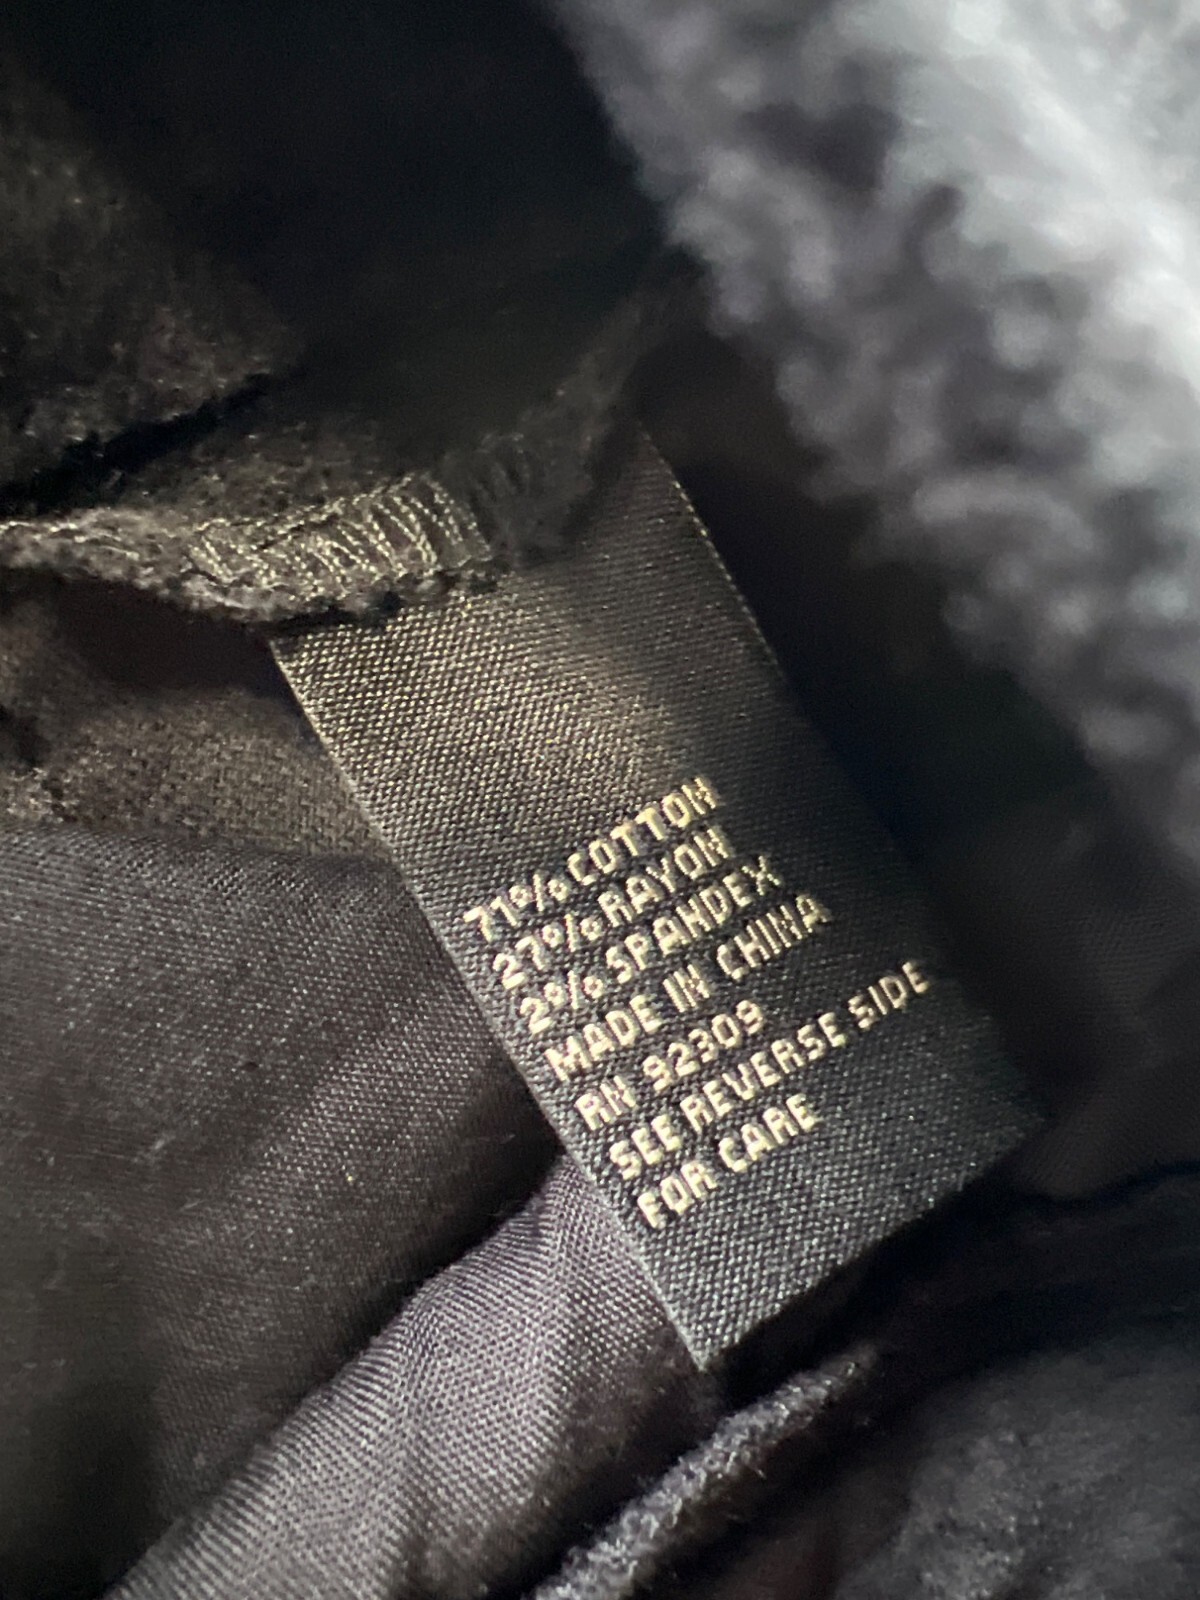 71% COTTON
27% RAYON
2% SPANDEX
MADE IN CHINA
RN 92309
SEE REVERSE SIDE
FOR CARE